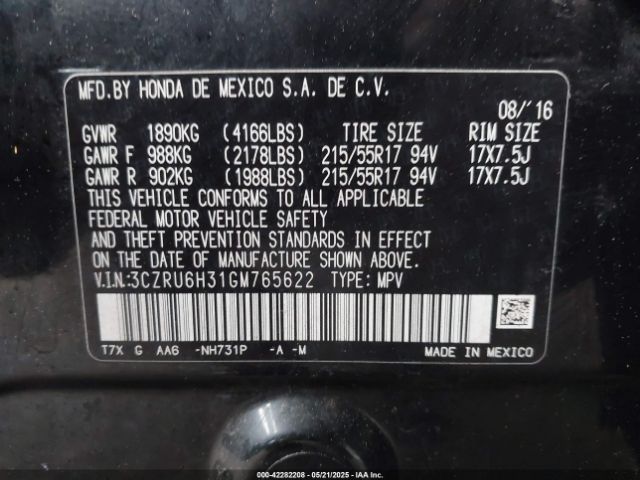 MFD.BY HONDA DE MEXICO S.A. DE C.V.
08/'16
GVWR 1890KG (4166LBS) TIRE SIZE RIM SIZE
GAWR F 988KG (2178LBS) 215/55R17 94V 17X7.5J
GAWR R 902KG (1988LBS) 215/55R17 94V 17X7.5J
THIS VEHICLE CONFORMS TO ALL APPLICABLE
FEDERAL MOTOR VEHICLE SAFETY
AND THEFT PREVENTION STANDARDS IN EFFECT
ON THE DATE OF MANUFACTURE SHOWN ABOVE.
V.I.N:3CZRU6H31GM765622 TYPE: MPV
T7X G AA6 -NH731P -A -M MADE IN MEXICO
© 000-42282208 - 05/21/2025 - IAAI.com